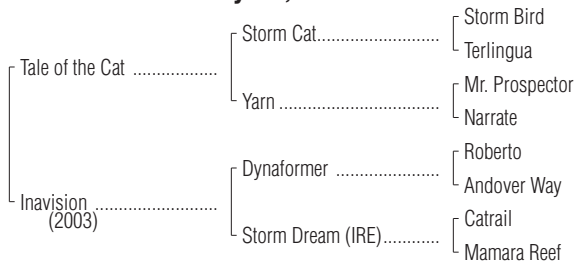 Storm Bird
Storm Cat..................
Terlingua
Tale of the Cat ..................
Mr. Prospector
Yarn ..................................
Narrate
Roberto
Dynaformer .....................
Andover Way
Inavision ..........................
(2003)
Catrail
Storm Dream (IRE)............
Mamara Reef